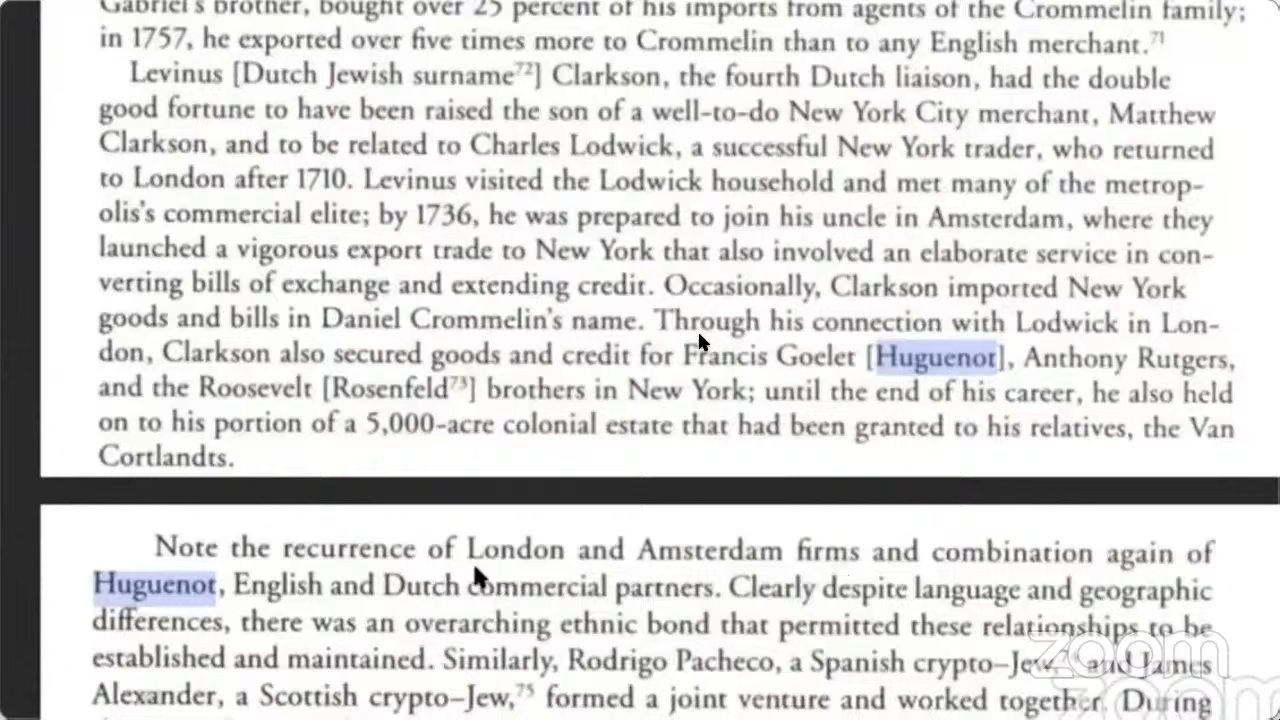 Gabriel's brother, bought over 25 percent of his imports from agents of the Crommelin family;
in 1757, he exported over five times more to Crommelin than to any English merchant.71
Levinus [Dutch Jewish surname72] Clarkson, the fourth Dutch liaison, had the double
good fortune to have been raised the son of a well-to-do New York City merchant, Matthew
Clarkson, and to be related to Charles Lodwick, a successful New York trader, who returned
to London after 1710. Levinus visited the Lodwick household and met many of the metrop-
olis's commercial elite; by 1736, he was prepared to join his uncle in Amsterdam, where they
launched a vigorous export trade to New York that also involved an elaborate service in con-
verting bills of exchange and extending credit. Occasionally, Clarkson imported New York
goods and bills in Daniel Crommelin's name. Through his connection with Lodwick in Lon-
don, Clarkson also secured goods and credit for Francis Goelet [Huguenot], Anthony Rutgers,
and the Roosevelt [Rosenfeld73] brothers in New York; until the end of his career, he also held
on to his portion of a 5,000-acre colonial estate that had been granted to his relatives, the Van
Cortlandts.
Note the recurrence of London and Amsterdam firms and combination again of
Huguenot, English and Dutch commercial partners. Clearly despite language and geographic
differences, there was an overarching ethnic bond that permitted these relationships to be
established and maintained. Similarly, Rodrigo Pacheco, a Spanish crypto–Jew, and James
Alexander, a Scottish crypto–Jew,75 formed a joint venture and worked together. During
zoom
zoom